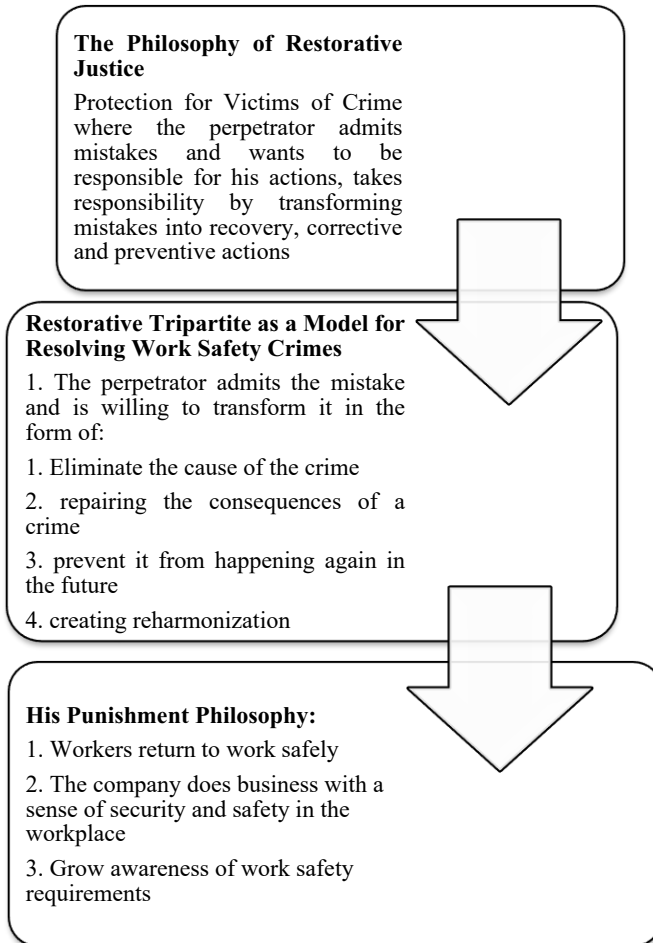 The Philosophy of Restorative
Justice
Protection for Victims of Crime
where the perpetrator admits
mistakes and wants to be
responsible for his actions, takes
responsibility by transforming
mistakes into recovery, corrective
and preventive actions
Restorative Tripartite as a Model for
Resolving Work Safety Crimes
1. The perpetrator admits the mistake
and is willing to transform it in the
form of:
1. Eliminate the cause of the crime
2. repairing the consequences of a
crime
3. prevent it from happening again in
the future
4. creating reharmonization
His Punishment Philosophy:
1. Workers return to work safely
2. The company does business with a
sense of security and safety in the
workplace
3. Grow awareness of work safety
requirements